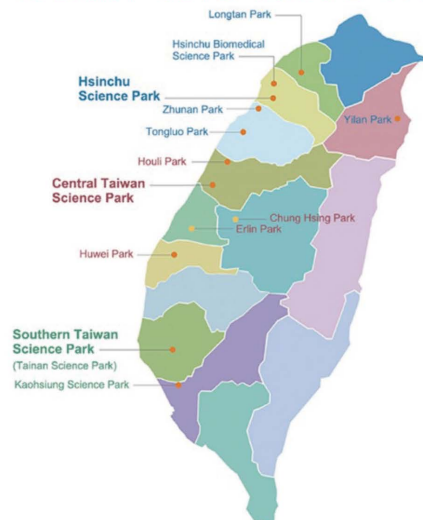 Longtan Park
Hsinchu Biomedical
Science Park
Hsinchu
Science Park
Zhunan Park
Yilan Park
Tongluo Park
Houli Park
Central Taiwan
Science Park
Chung Hsing Park
Erlin Park
Huwei Park
Southern Taiwan
Science Park
(Tainan Science Park)
Kaohsiung Science Park